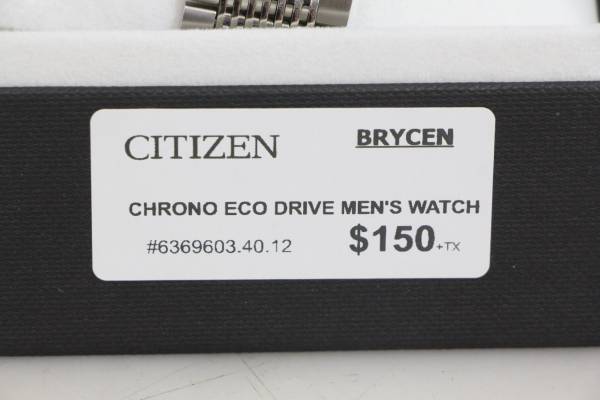 CITIZEN BRYCEN
CHRONO ECO DRIVE MEN'S WATCH
#6369603.40.12 $150+TX